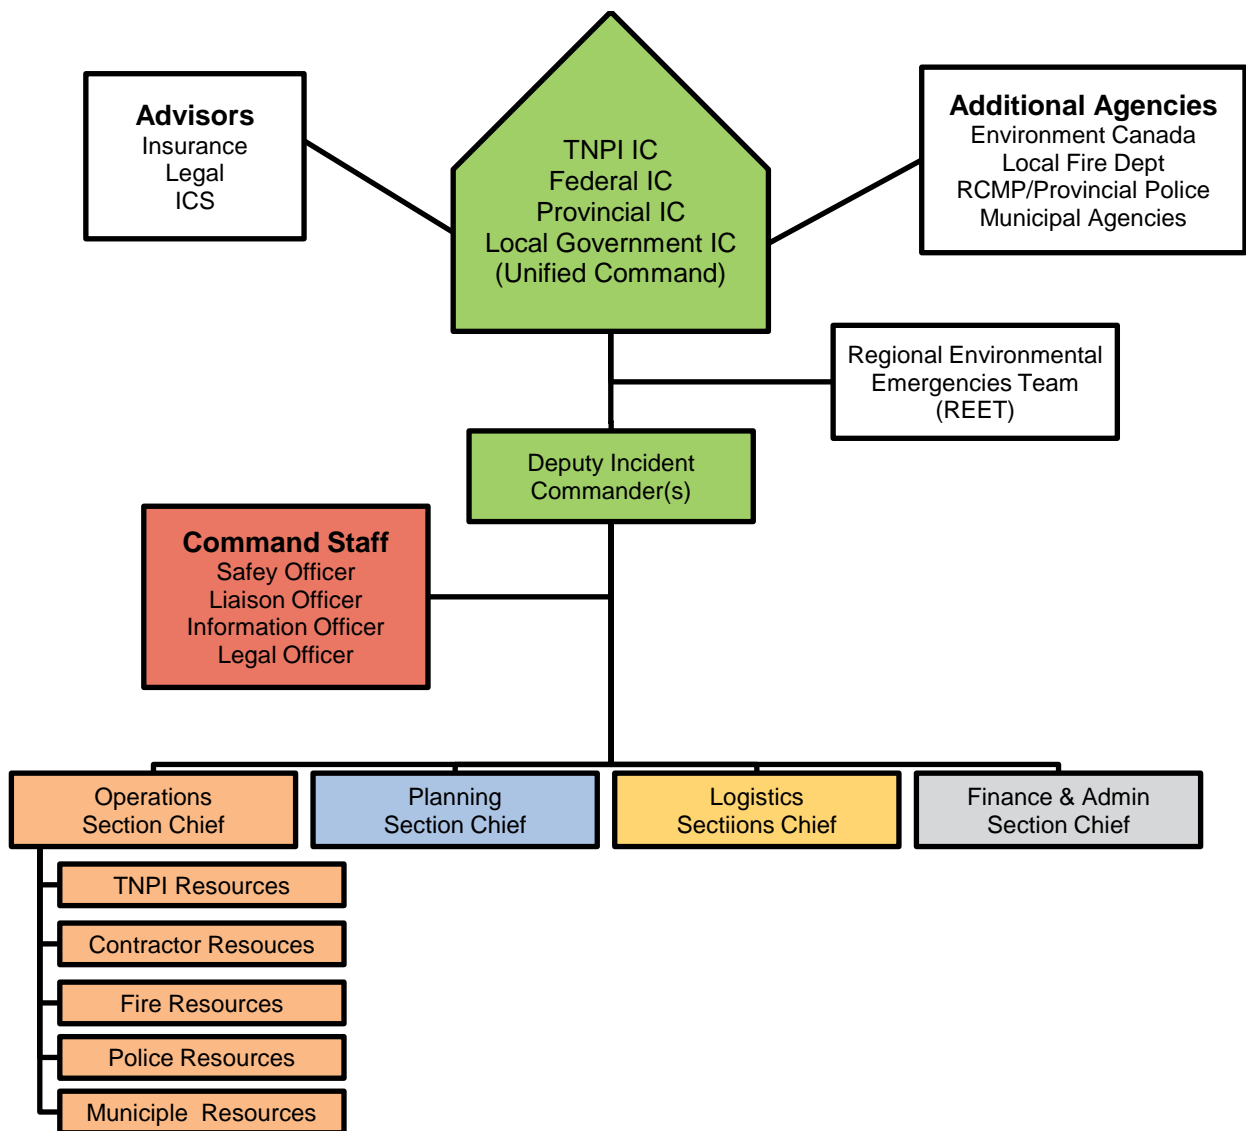 Advisors
Insurance
Legal
ICS
TNPI IC
Federal IC
Provincial IC
Local Government IC
(Unified Command)
Additional Agencies
Environment Canada
Local Fire Dept
RCMP/Provincial Police
Municipal Agencies
Regional Environmental
Emergencies Team
(REET)
Deputy Incident
Commander(s)
Command Staff
Safey Officer
Liaison Officer
Information Officer
Legal Officer
Operations
Section Chief
Planning
Section Chief
Logistics
Sectiions Chief
Finance & Admin
Section Chief
TNPI Resources
Contractor Resouces
Fire Resources
Police Resources
Municiple Resources